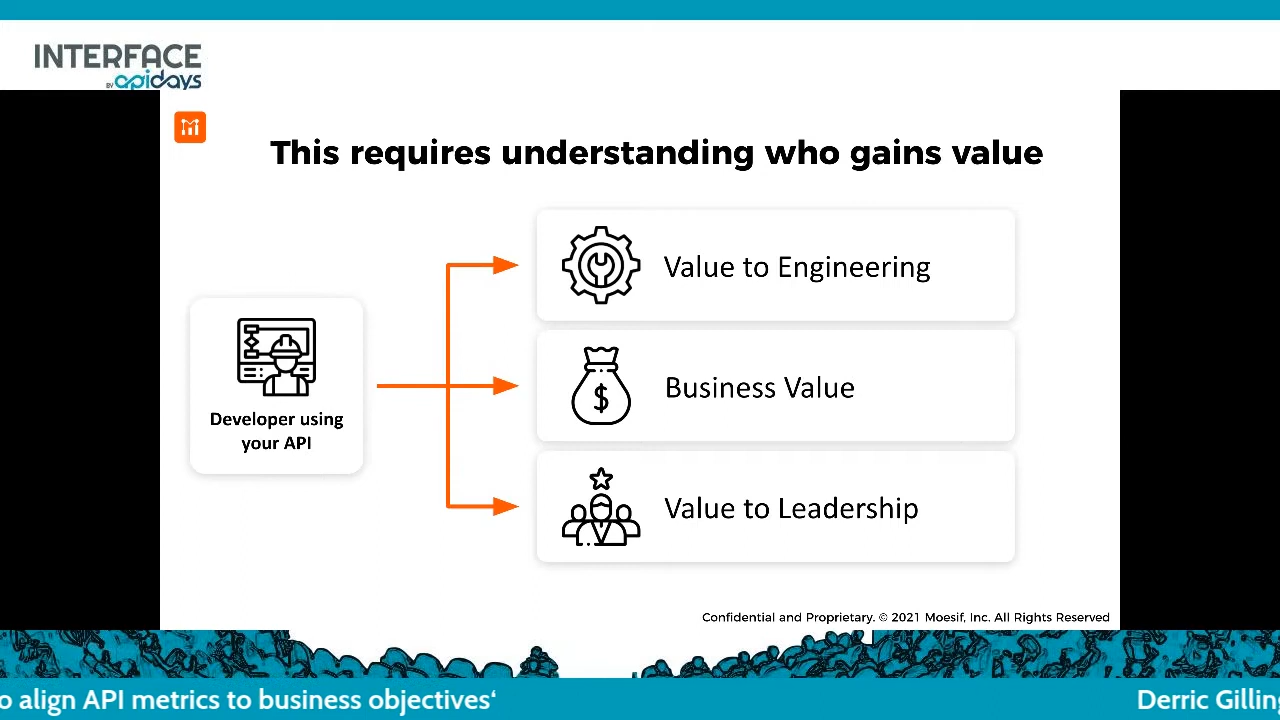 INTERFACE
BY apidays
This requires understanding who gains value
Value to Engineering
Developer using
your API
$
Business Value
Value to Leadership
Confidential and Proprietary. © 2021 Moesif, Inc. All Rights Reserved
o align API metrics to business objectives‘
Derric Gilling